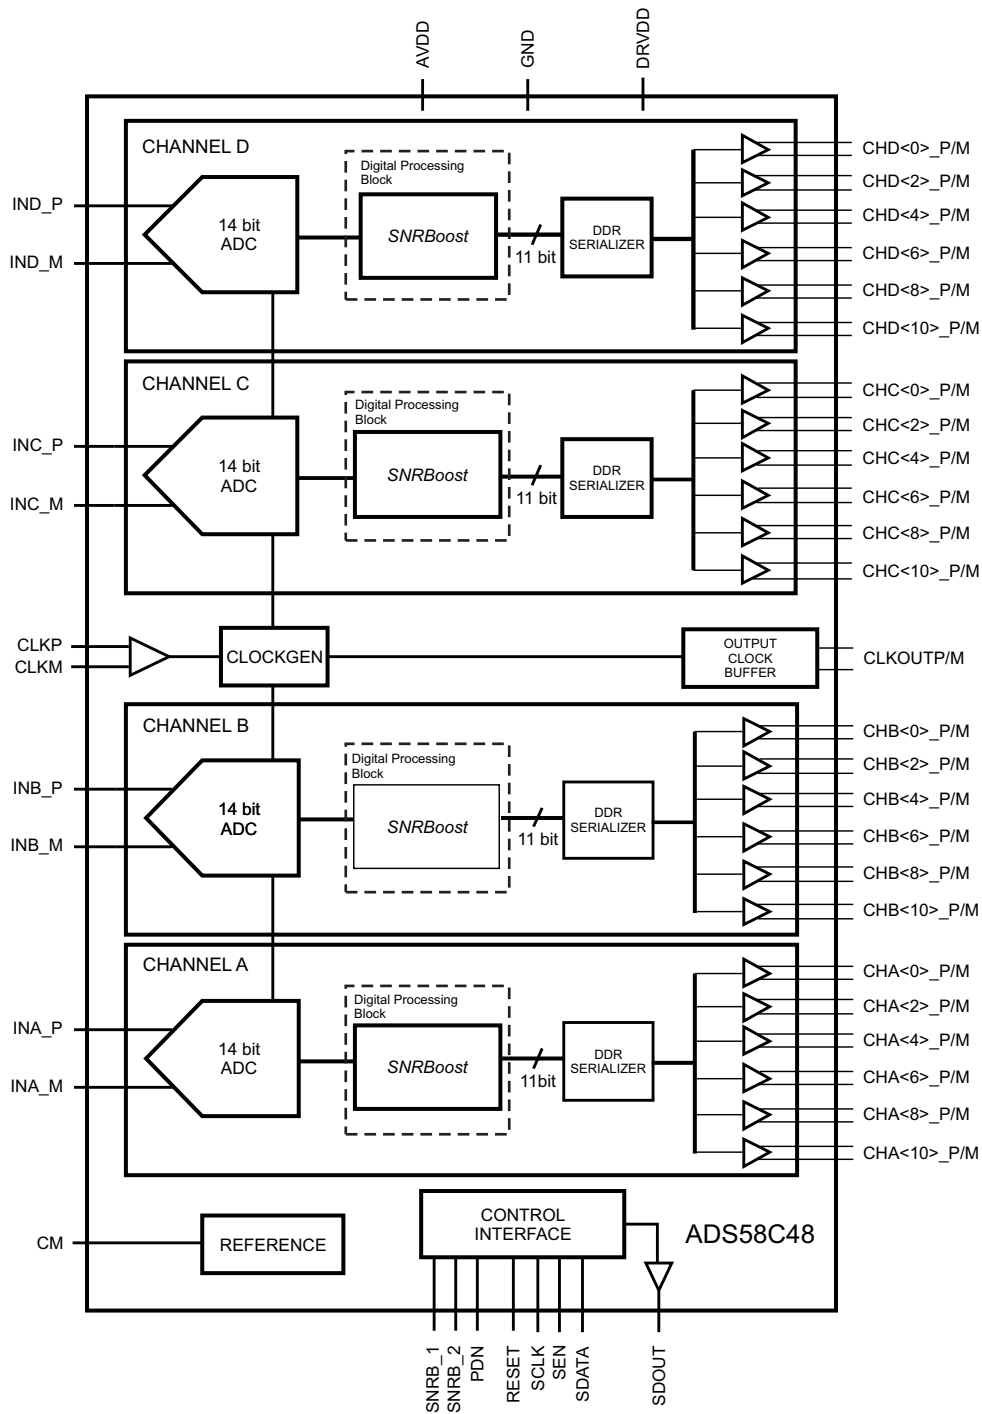 AVDD
GND
DRVDD
CHANNEL D
IND_P
IND_M
14 bit
ADC
Digital Processing
Block
SNRBoost
11 bit
DDR
SERIALIZER
CHD<0>_P/M
CHD<2>_P/M
CHD<4>_P/M
CHD<6>_P/M
CHD<8>_P/M
CHD<10>_P/M
CHANNEL C
INC_P
INC_M
14 bit
ADC
Digital Processing
Block
SNRBoost
11 bit
DDR
SERIALIZER
CHC<0>_P/M
CHC<2>_P/M
CHC<4>_P/M
CHC<6>_P/M
CHC<8>_P/M
CHC<10>_P/M
CLKP
CLKM
CLOCKGEN
OUTPUT
CLOCK
BUFFER
CLKOUTP/M
CHANNEL B
INB_P
INB_M
14 bit
ADC
Digital Processing
Block
SNRBoost
11 bit
DDR
SERIALIZER
CHB<0>_P/M
CHB<2>_P/M
CHB<4>_P/M
CHB<6>_P/M
CHB<8>_P/M
CHB<10>_P/M
CHANNEL A
INA_P
INA_M
14 bit
ADC
Digital Processing
Block
SNRBoost
11bit
DDR
SERIALIZER
CHA<0>_P/M
CHA<2>_P/M
CHA<4>_P/M
CHA<6>_P/M
CHA<8>_P/M
CHA<10>_P/M
CM
REFERENCE
CONTROL
INTERFACE
ADS58C48
SNRB_1
SNRB_2
PDN
RESET
SCLK
SEN
SDATA
SDOUT